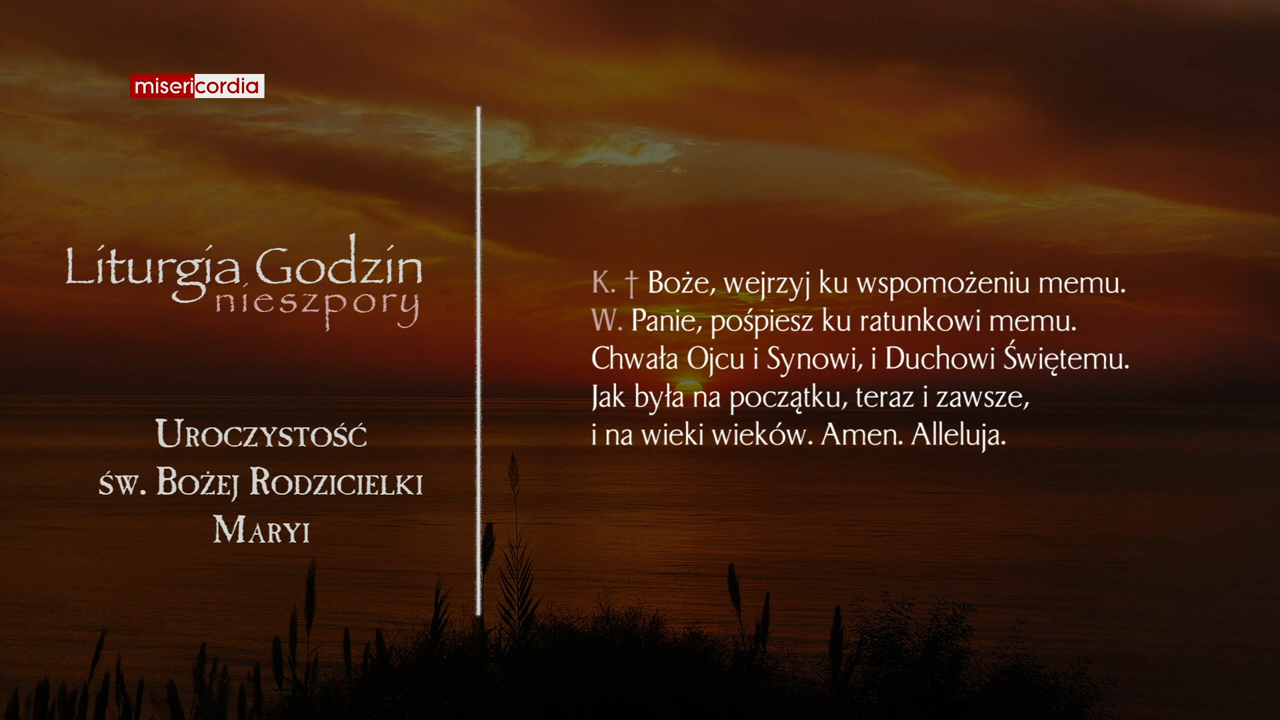 misericordia
Liturgia Godzin
nieszpory
Uroczystość
św. Bożej Rodzicielki
Maryi
K. † Boże, wejrzyj ku wspomożeniu memu.
W. Panie, pośpiesz ku ratunkowi memu.
Chwała Ojcu i Synowi, i Duchowi Świętemu.
Jak była na początku, teraz i zawsze,
i na wieki wieków. Amen. Alleluja.